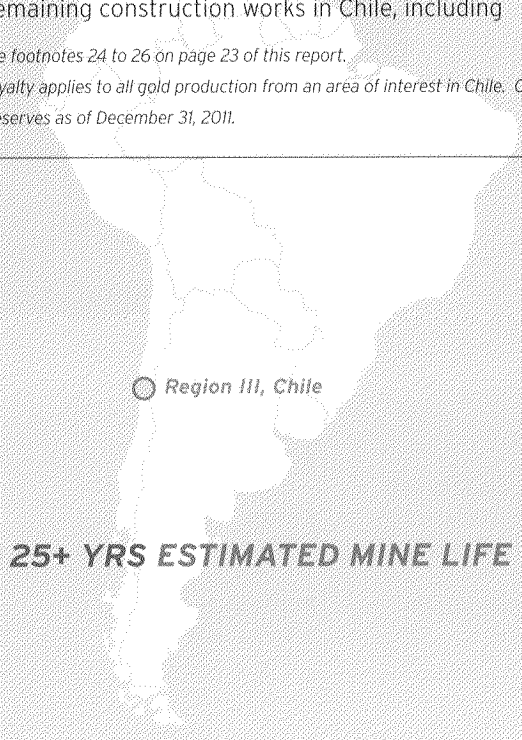 emaining construction works in Chile, including
e footnotes 24 to 26 on page 23 of this report.
yalty applies to all gold production from an area of interest in Chile. C
eserves as of December 31, 2011.
Region III, Chile
25+ YRS ESTIMATED MINE LIFE